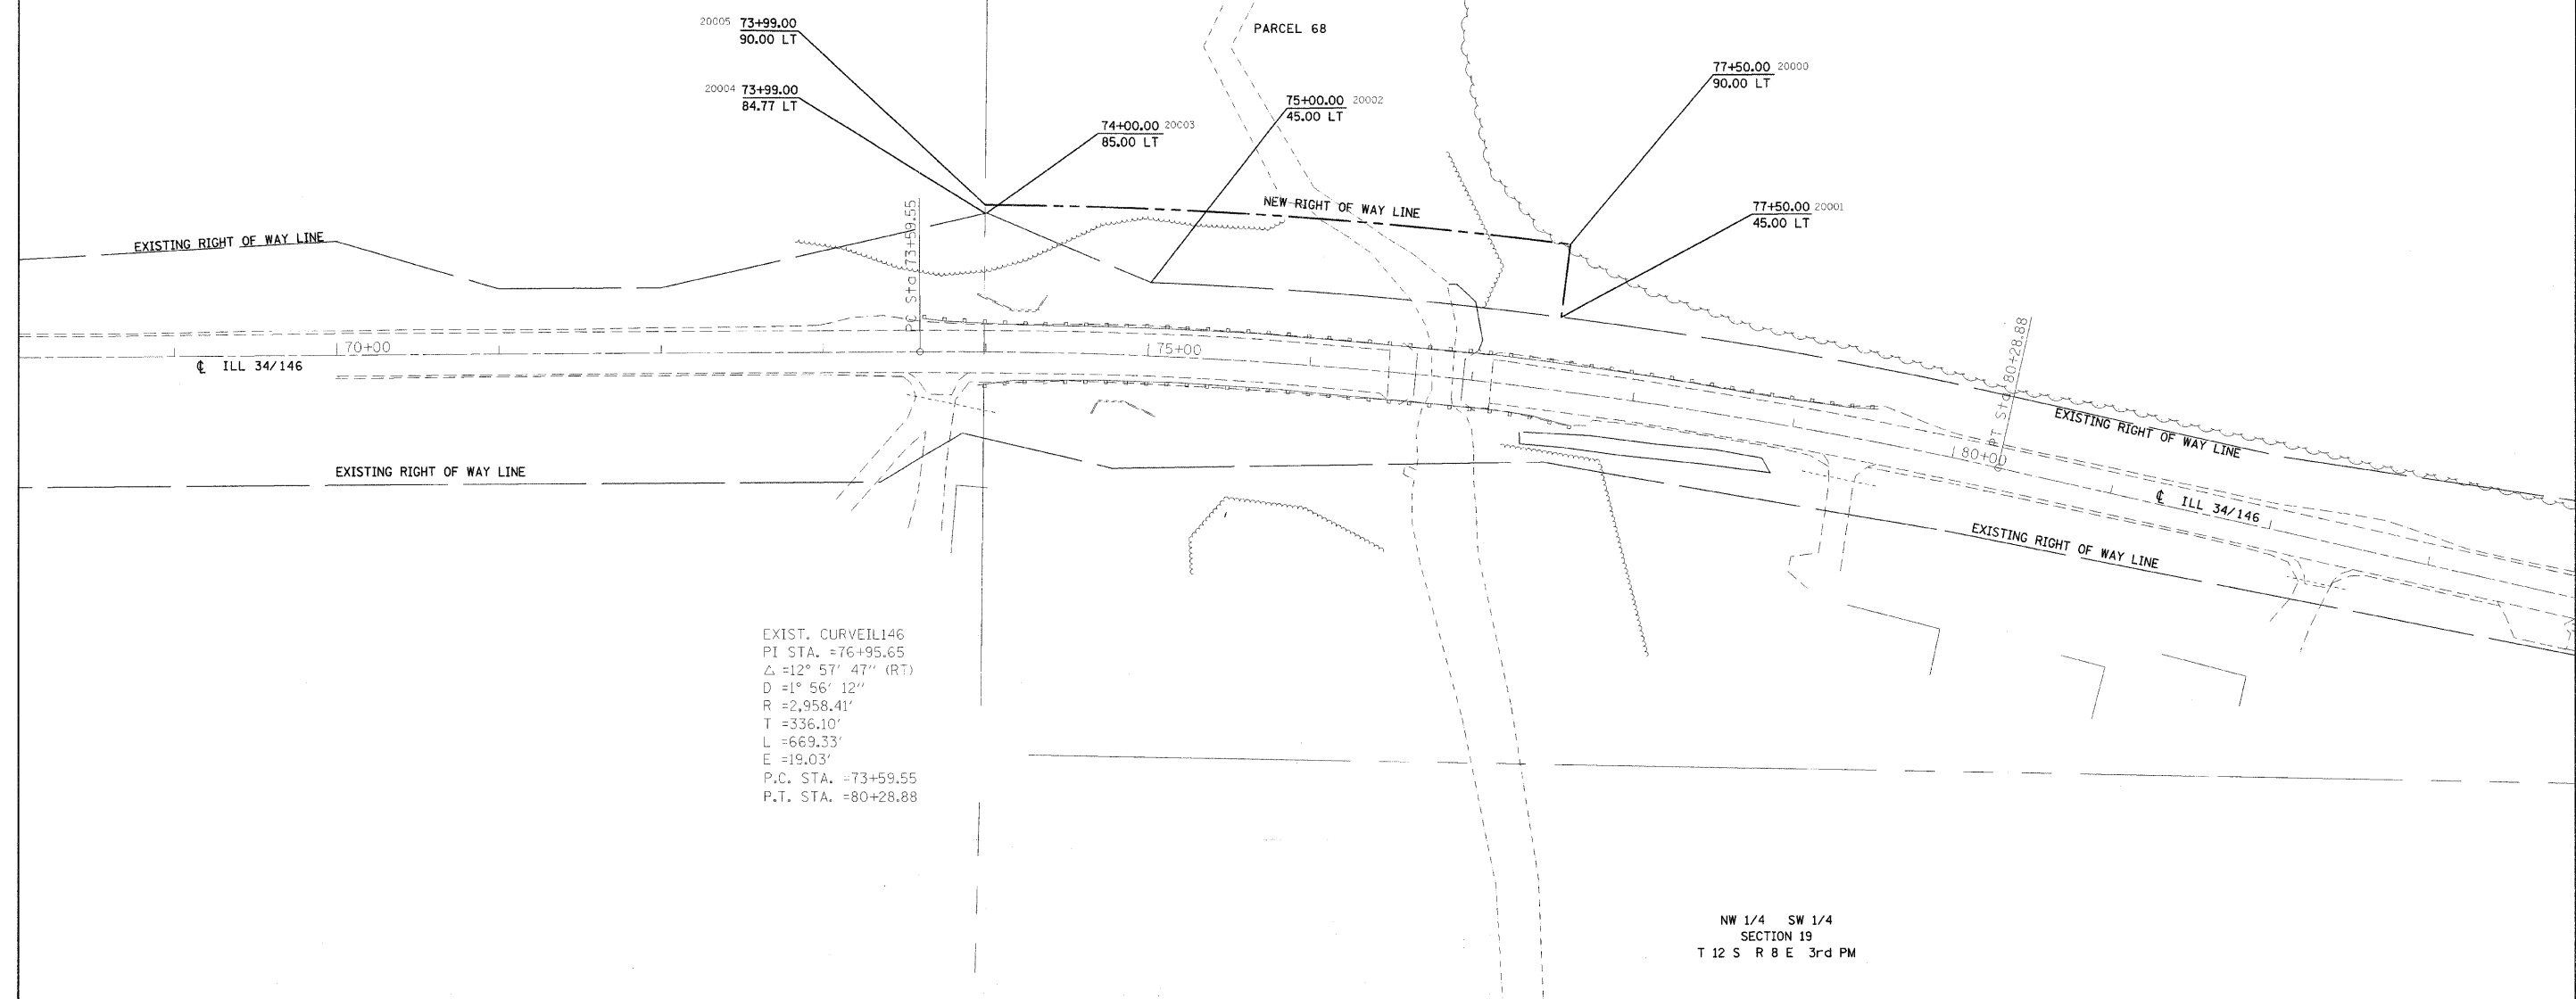 20005 73+99.00
90.00 LT
PARCEL 68
77+50.00 20000
90.00 LT
20004 73+99.00
84.77 LT
75+00.00 20002
45.00 LT
74+00.00 20003
85.00 LT
77+50.00 20001
45.00 LT
NEW RIGHT OF WAY LINE
EXISTING RIGHT OF WAY LINE
PC Sta 73+59.55
70+00
75+00
℄ ILL 34/146
PT Sta 80+28.88
80+00
EXISTING RIGHT OF WAY LINE
EXISTING RIGHT OF WAY LINE
℄ ILL 34/146
EXISTING RIGHT OF WAY LINE
EXIST. CURVEIL146
PI STA. =76+95.65
Δ =12° 57' 47'' (RT)
D =1° 56' 12''
R =2,958.41'
T =336.10'
L =669.33'
E =19.03'
P.C. STA. =73+59.55
P.T. STA. =80+28.88
NW 1/4 SW 1/4
SECTION 19
T 12 S R 8 E 3rd PM